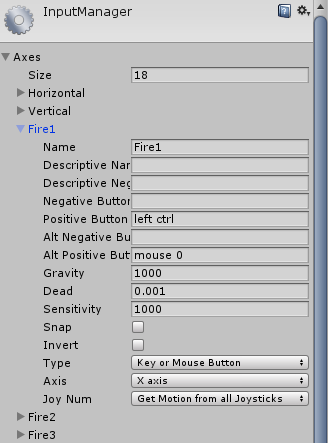 InputManager
Axes
Size 18
Horizontal
Vertical
Fire1
Name Fire1
Descriptive Nar
Descriptive Neg
Negative Button
Positive Button left ctrl
Alt Negative Bu
Alt Positive But mouse 0
Gravity 1000
Dead 0.001
Sensitivity 1000
Snap
Invert
Type Key or Mouse Button
Axis X axis
Joy Num Get Motion from all Joysticks
Fire2
Fire3